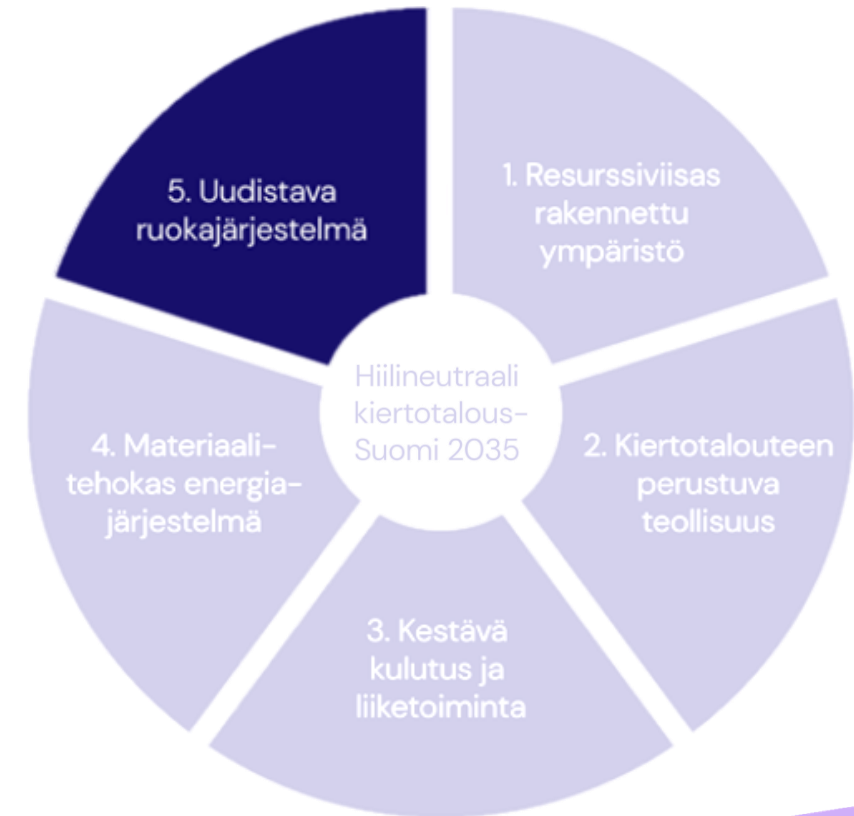 5. Uudistava
ruokajärjestelmä
1. Resurssiviisas
rakennettu
ympäristö
Hiilineutraali
kiertotalous-
Suomi 2035
4. Materiaali-
tehokas energia-
järjestelmä
2. Kiertotalouteen
perustuva
teollisuus
3. Kestävä
kulutus ja
liiketoiminta